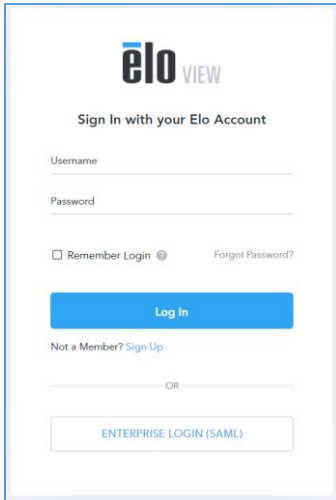 ēlo VIEW
Sign In with your Elo Account
Username
Password
Remember Login ?
Forgot Password?
Log In
Not a Member? Sign Up
OR
ENTERPRISE LOGIN (SAML)